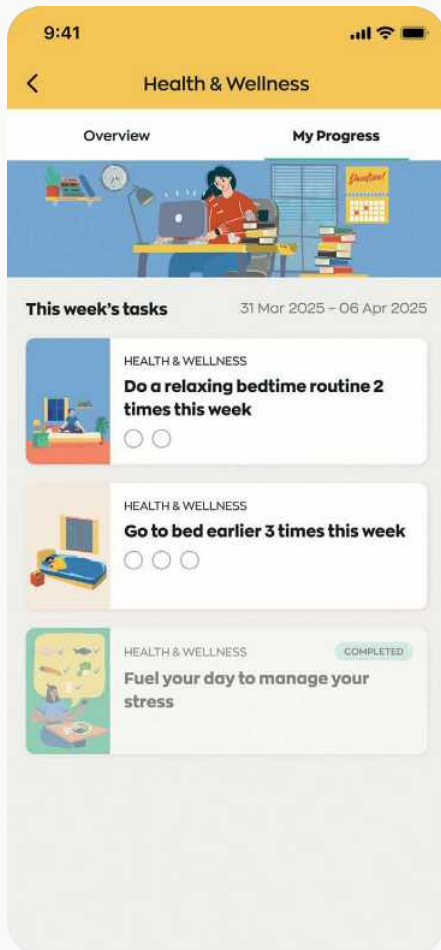 9:41
Health & Wellness
Overview
My Progress
Deadline!
This week's tasks
31 Mar 2025 – 06 Apr 2025
HEALTH & WELLNESS
Do a relaxing bedtime routine 2
times this week
HEALTH & WELLNESS
Go to bed earlier 3 times this week
HEALTH & WELLNESS
COMPLETED
Fuel your day to manage your
stress